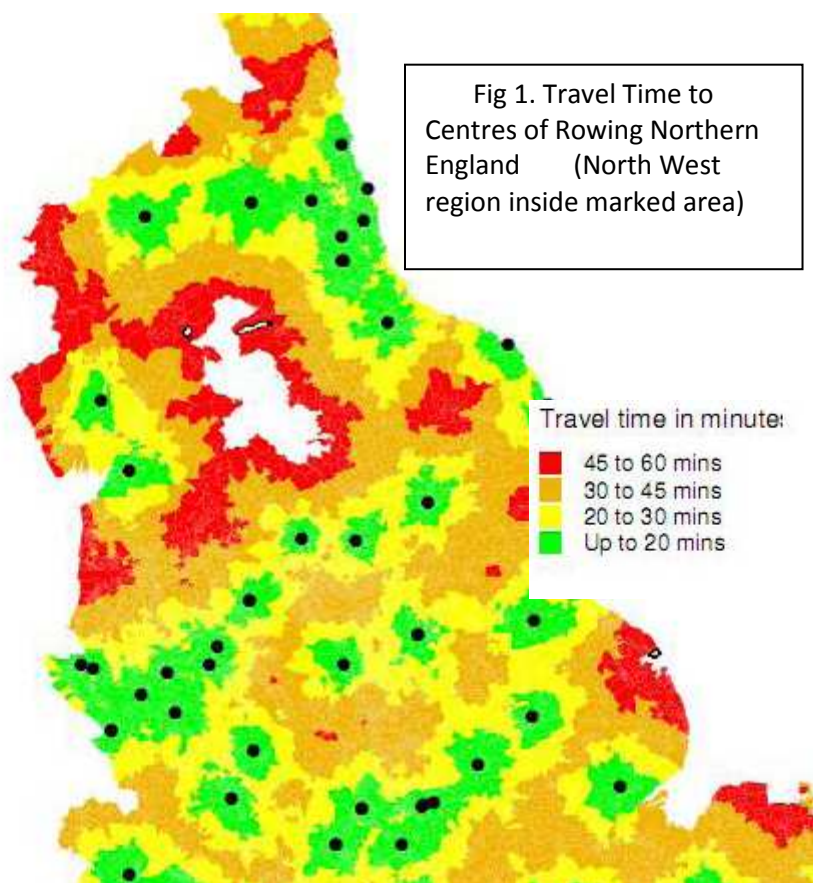 Fig 1. Travel Time to
Centres of Rowing Northern
England (North West
region inside marked area)
Travel time in minute:
45 to 60 mins
30 to 45 mins
20 to 30 mins
Up to 20 mins